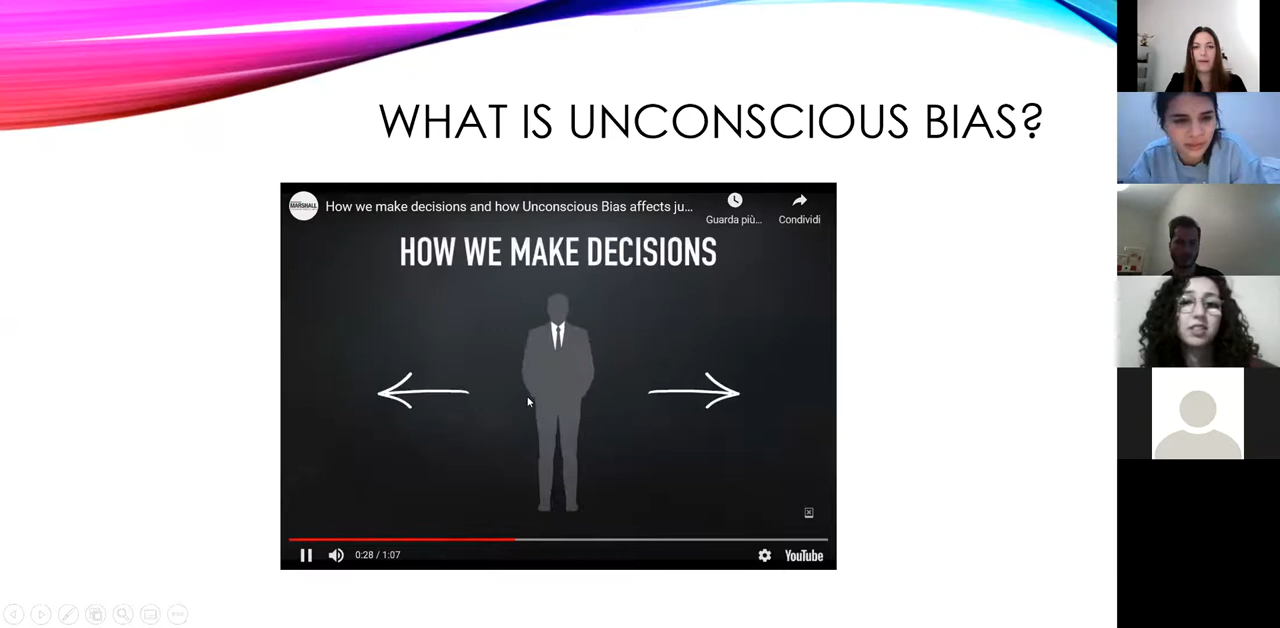 WHAT IS UNCONSCIOUS BIAS?
MARSHALL
How we make decisions and how Unconscious Bias affects ju...
Guarda più...
Condividi
HOW WE MAKE DECISIONS
0:28 / 1:07
YouTube